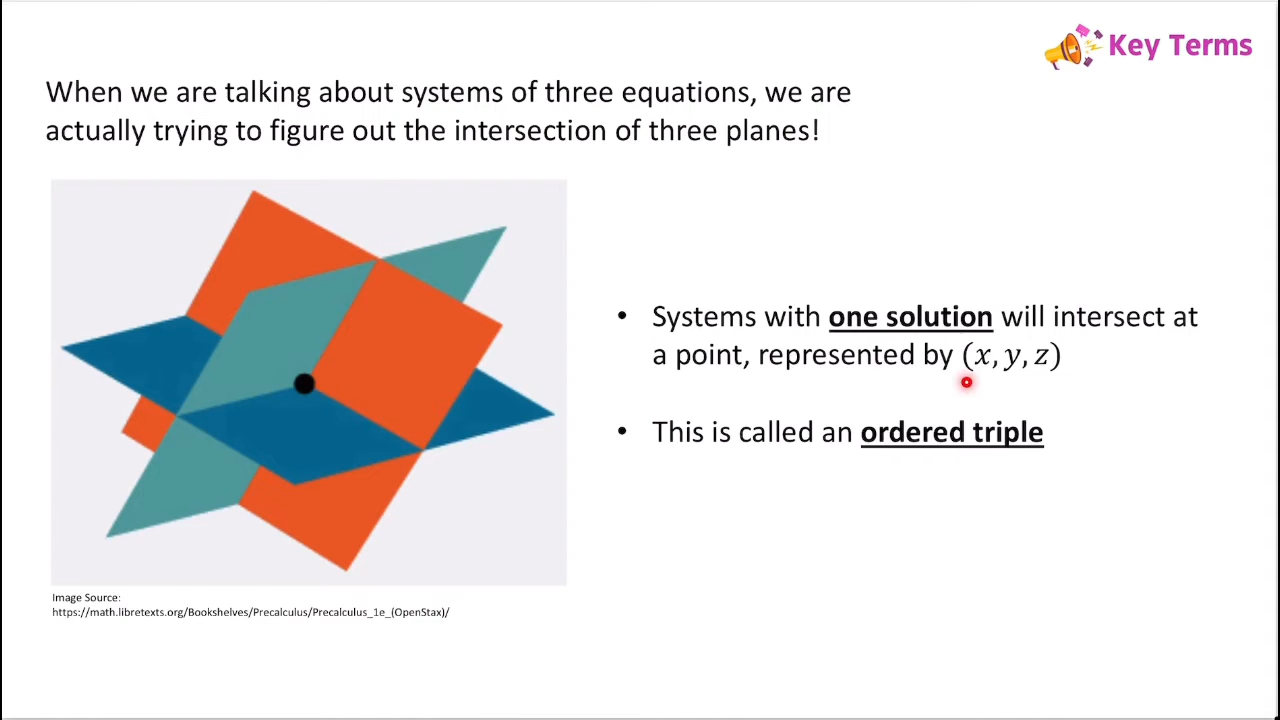 Key Terms
When we are talking about systems of three equations, we are
actually trying to figure out the intersection of three planes!
• Systems with one solution will intersect at
a point, represented by (x, y, z)
• This is called an ordered triple
Image Source:
https://math.libretexts.org/Bookshelves/Precalculus/Precalculus_1e_(OpenStax)/